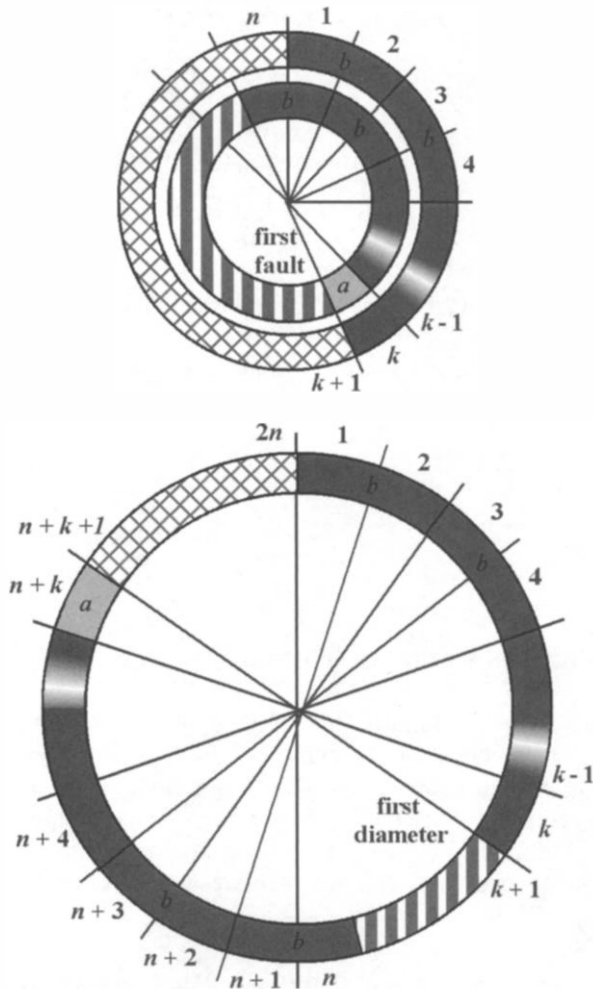 n 1
2
b
3
b
b b
4
first
fault
a
k - 1
k
k + 1
2n 1
2
b
3
n + k +1
b
4
n + k
a
k - 1
first
diameter
k
k + 1
n + 4
b
n + 3
b
n + 2
n + 1 n